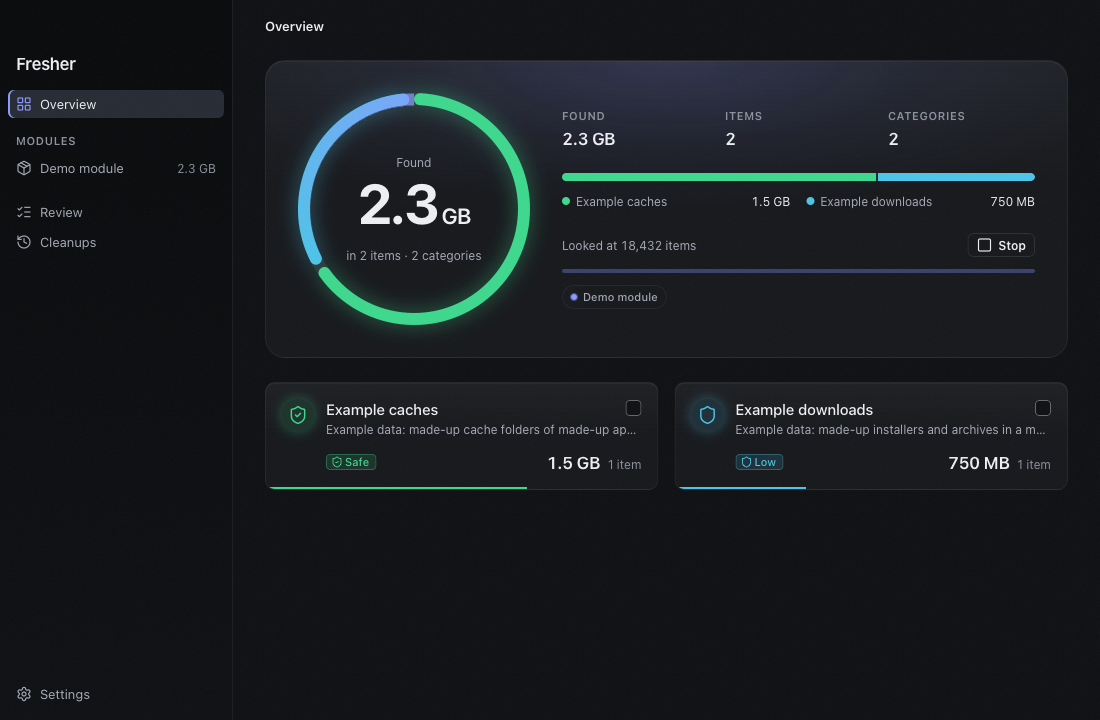 Overview
Fresher
Overview
MODULES
Demo module 2.3 GB
Review
Cleanups
Settings
Found
2.3 GB
in 2 items · 2 categories
FOUND ITEMS CATEGORIES
2.3 GB 2 2
Example caches 1.5 GB Example downloads 750 MB
Looked at 18,432 items Stop
Demo module
Example caches
Example data: made-up cache folders of made-up ap...
Safe 1.5 GB 1 item
Example downloads
Example data: made-up installers and archives in a m...
Low 750 MB 1 item